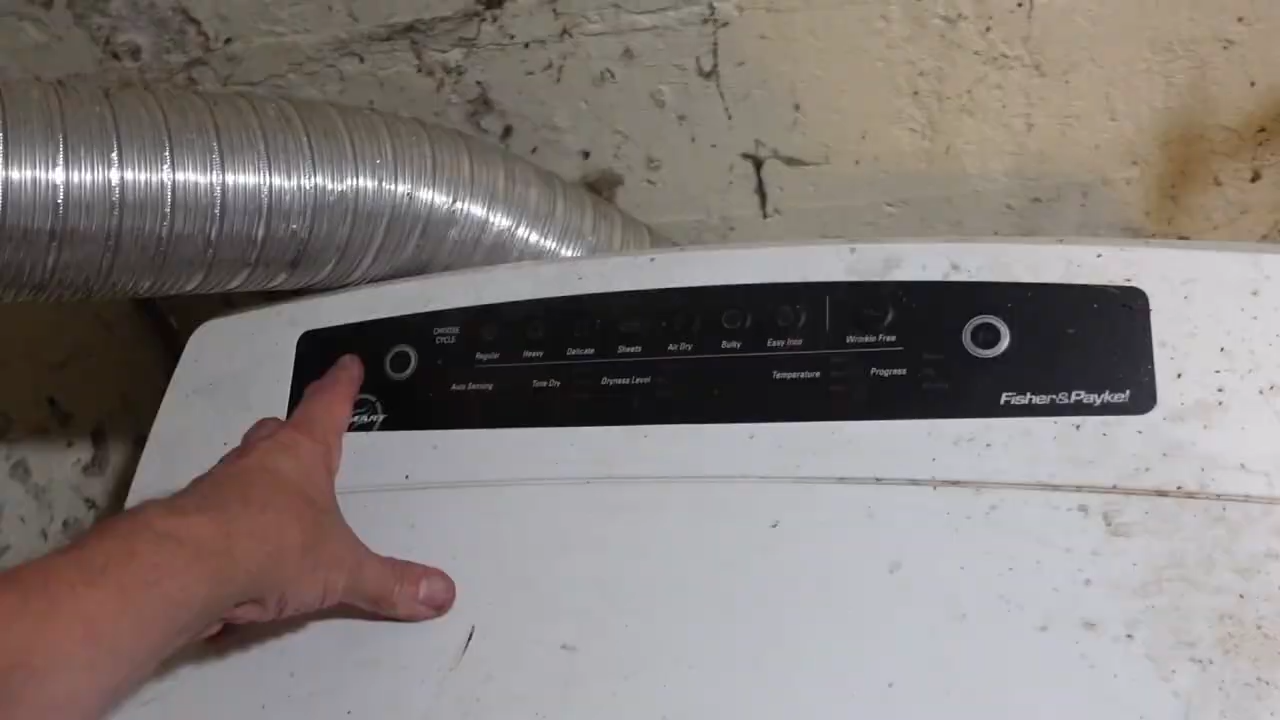 CHOOSE
CYCLE
Regular Heavy Delicate Sheets Air Dry Bulky Easy Iron Wrinkle Free
Auto Sensing Time Dry Dryness Level Temperature Progress
Fisher&Paykel